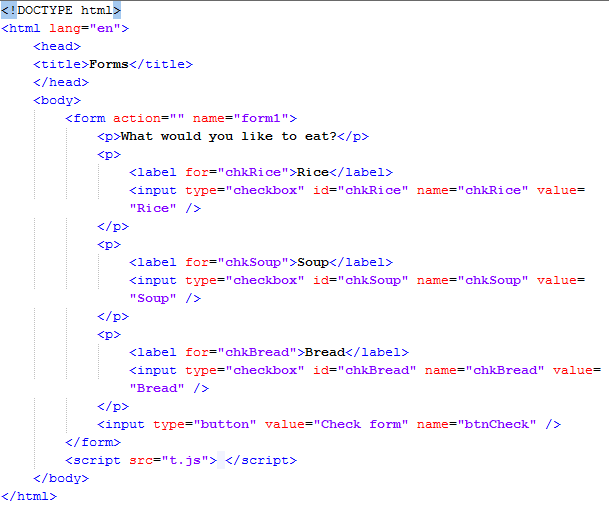 <!DOCTYPE html>
<html lang="en">
<head>
<title>Forms</title>
</head>
<body>
<form action="" name="form1">
<p>What would you like to eat?</p>
<p>
<label for="chkRice">Rice</label>
<input type="checkbox" id="chkRice" name="chkRice" value=
"Rice" />
</p>
<p>
<label for="chkSoup">Soup</label>
<input type="checkbox" id="chkSoup" name="chkSoup" value=
"Soup" />
</p>
<p>
<label for="chkBread">Bread</label>
<input type="checkbox" id="chkBread" name="chkBread" value=
"Bread" />
</p>
<input type="button" value="Check form" name="btnCheck" />
</form>
<script src="t.js"> </script>
</body>
</html>